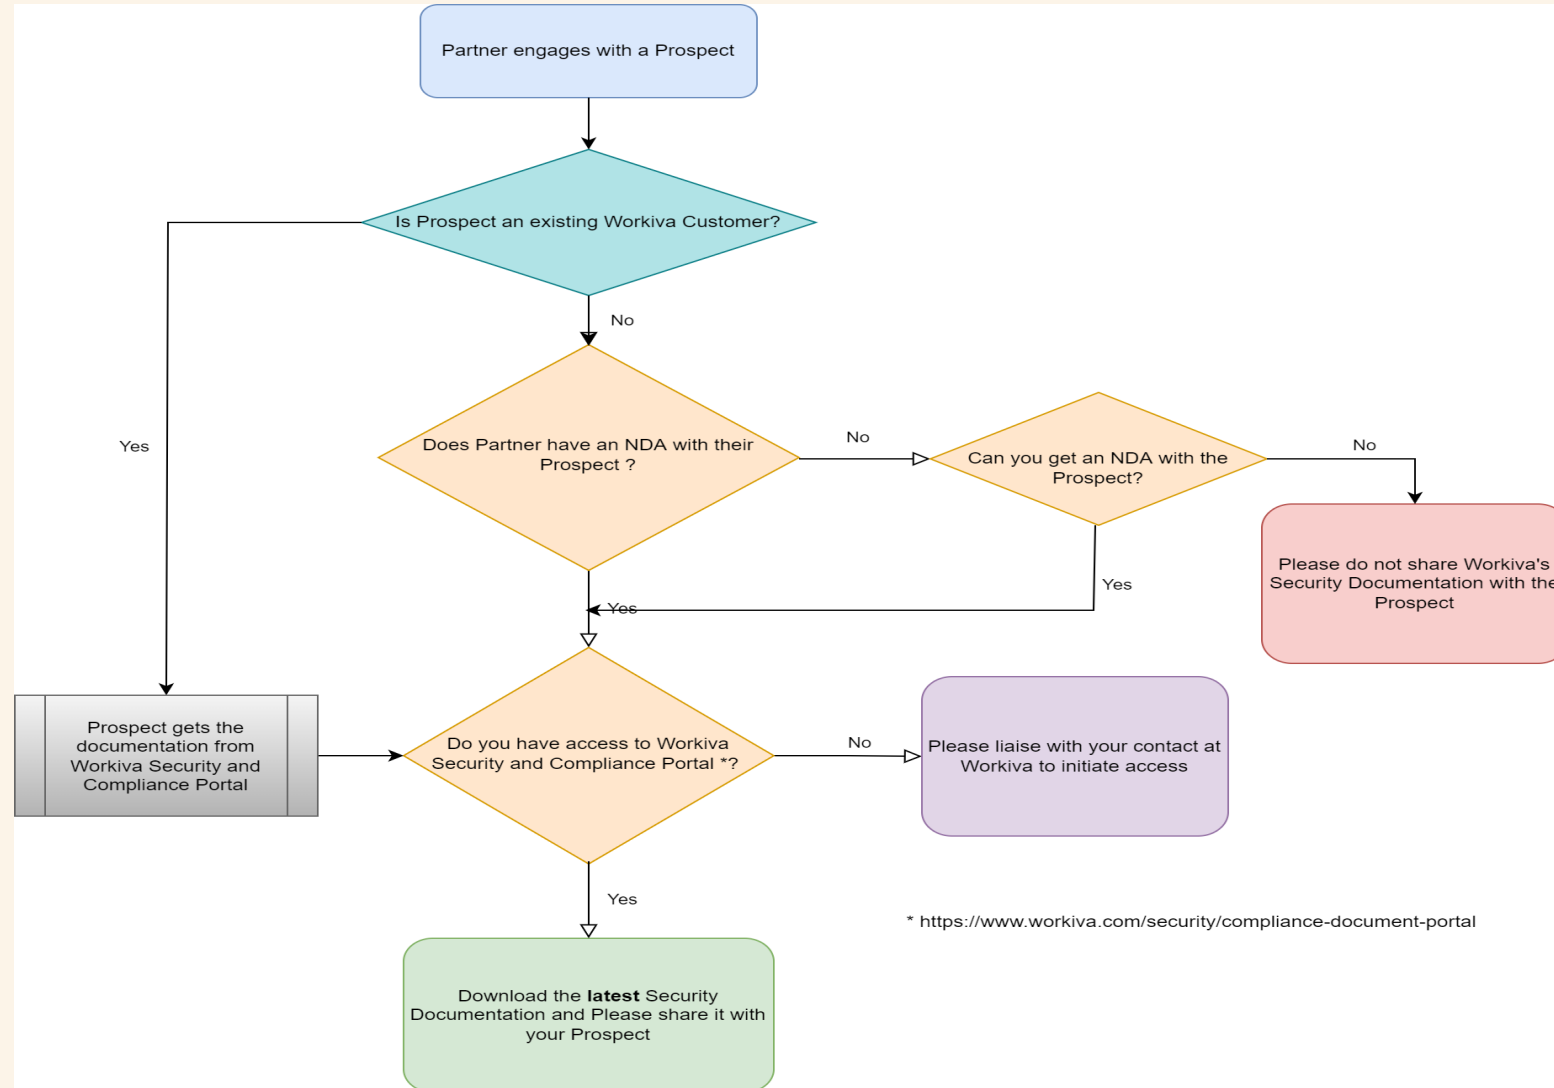 Partner engages with a Prospect
Is Prospect an existing Workiva Customer?
No
Yes
Does Partner have an NDA with their
Prospect ?
No
Can you get an NDA with the
Prospect?
No
Please do not share Workiva's
Security Documentation with the
Prospect
Yes
Yes
Prospect gets the
documentation from
Workiva Security and
Compliance Portal
Do you have access to Workiva
Security and Compliance Portal *?
No
Please liaise with your contact at
Workiva to initiate access
Yes
* https://www.workiva.com/security/compliance-document-portal
Download the latest Security
Documentation and Please share it with
your Prospect